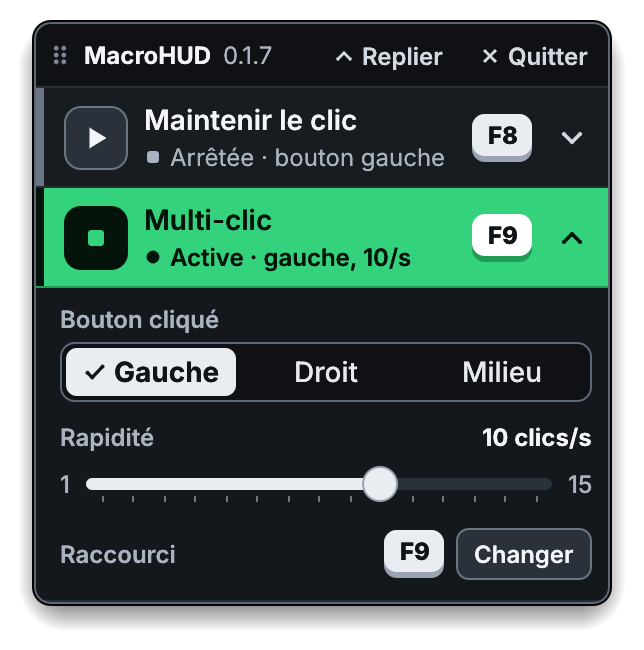 MacroHUD 0.1.7 Replier Quitter
Maintenir le clic F8
Arrêtée · bouton gauche
Multi-clic F9
Active · gauche, 10/s
Bouton cliqué
Gauche Droit Milieu
Rapidité 10 clics/s
1 15
Raccourci F9 Changer